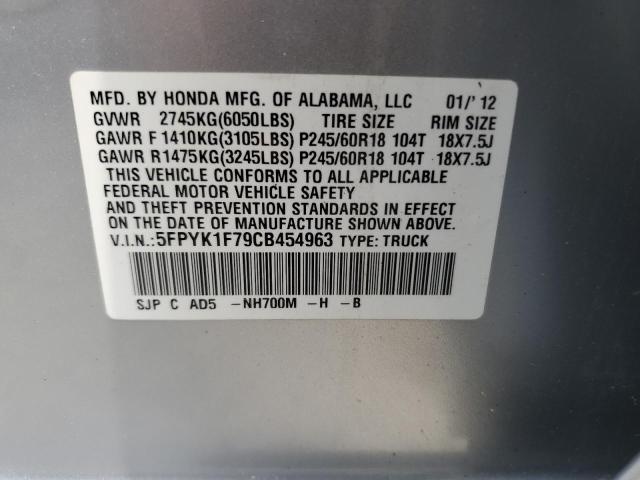 MFD. BY HONDA MFG. OF ALABAMA, LLC 01/'12
GVWR 2745KG(6050LBS) TIRE SIZE RIM SIZE
GAWR F 1410KG(3105LBS) P245/60R18 104T 18X7.5J
GAWR R1475KG(3245LBS) P245/60R18 104T 18X7.5J
THIS VEHICLE CONFORMS TO ALL APPLICABLE
FEDERAL MOTOR VEHICLE SAFETY
AND THEFT PREVENTION STANDARDS IN EFFECT
ON THE DATE OF MANUFACTURE SHOWN ABOVE.
V.I.N.:5FPYK1F79CB454963 TYPE: TRUCK
SJP C AD5 -NH700M -H -B